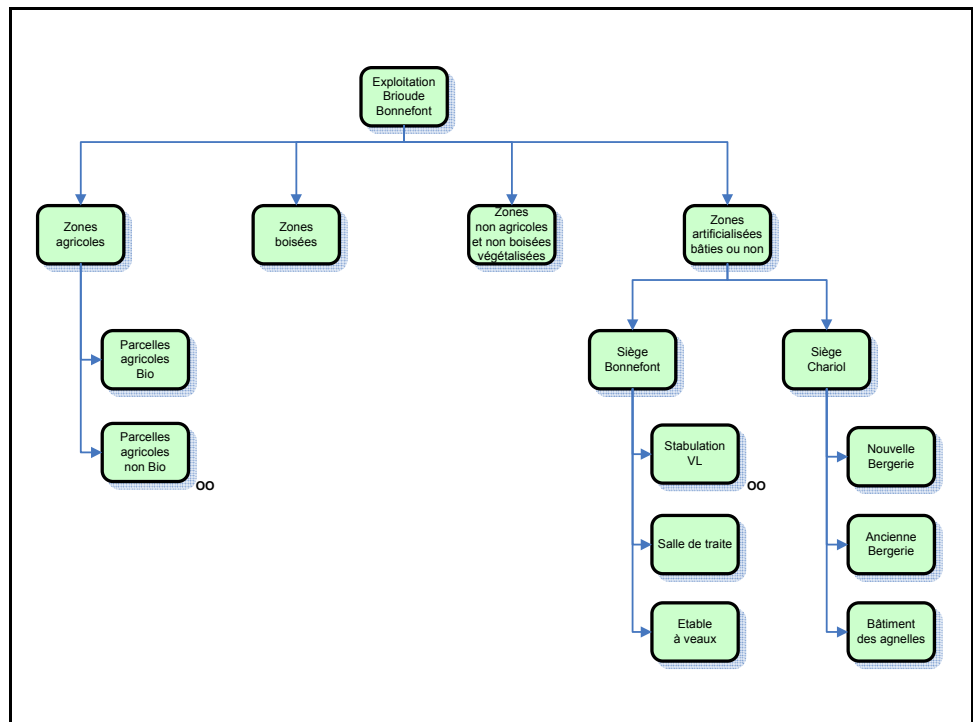 Exploitation
Brioude
Bonnefont
Zones
agricoles
Zones
boisées
Zones
non agricoles
et non boisées
végétalisées
Zones
artificialisées
bâties ou non
Parcelles
agricoles
Bio
Parcelles
agricoles
non Bio
OO
Siège
Bonnefont
Siège
Chariol
Stabulation
VL
OO
Salle de traite
Etable
à veaux
Nouvelle
Bergerie
Ancienne
Bergerie
Bâtiment
des agnelles